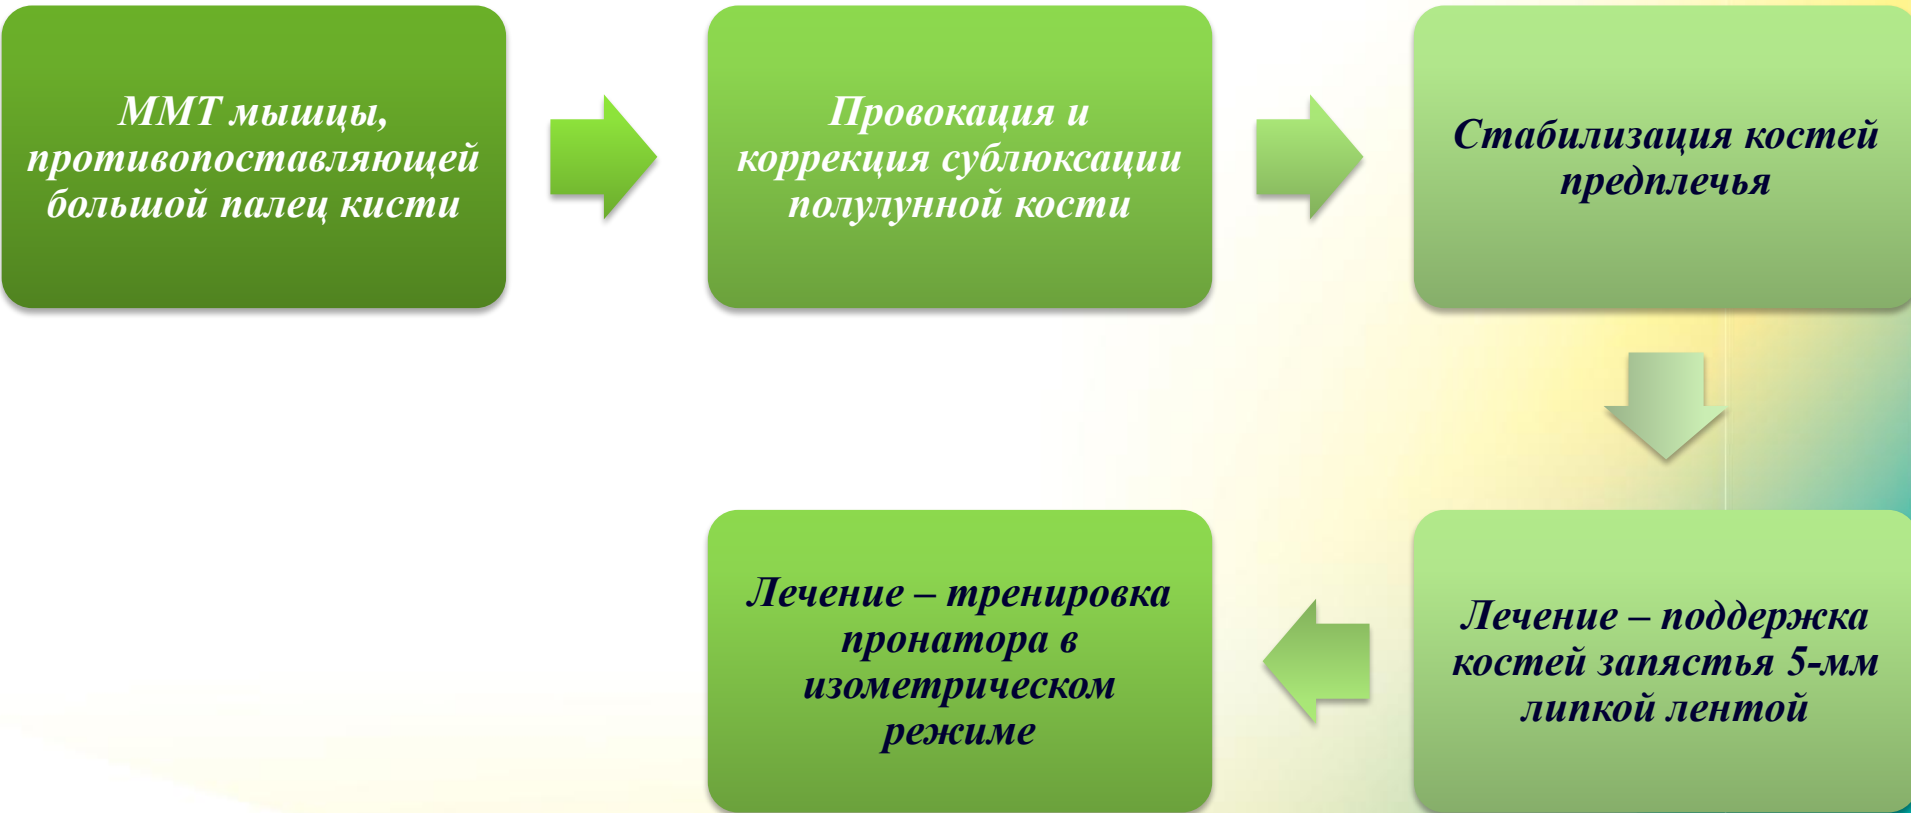 ММТ мышцы,
противопоставляющей
большой палец кисти
Провокация и
коррекция сублюксации
полулунной кости
Стабилизация костей
предплечья
Лечение – поддержка
костей запястья 5-мм
липкой лентой
Лечение – тренировка
пронатора в
изометрическом
режиме